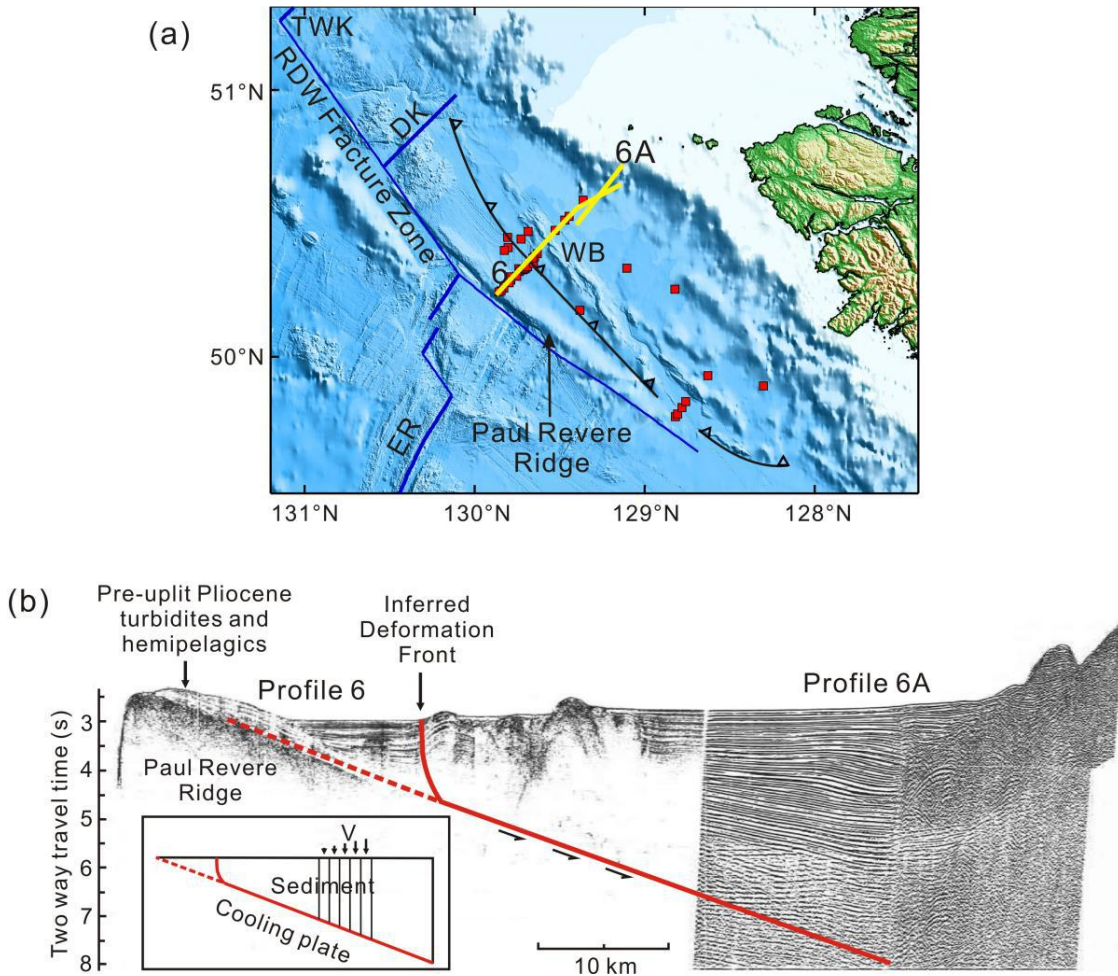 (a)
TWK
RDW Fracture Zone
DK
51°N
6A
WB
6
50°N
Paul Revere
Ridge
ER
131°N
130°N
129°N
128°N
(b)
Pre-uplit Pliocene
turbidites and
hemipelagics
Inferred
Deformation
Front
Profile 6
Profile 6A
Two way travel time (s)
3
4
5
6
7
8
Paul Revere
Ridge
V
Sediment
Cooling plate
10 km